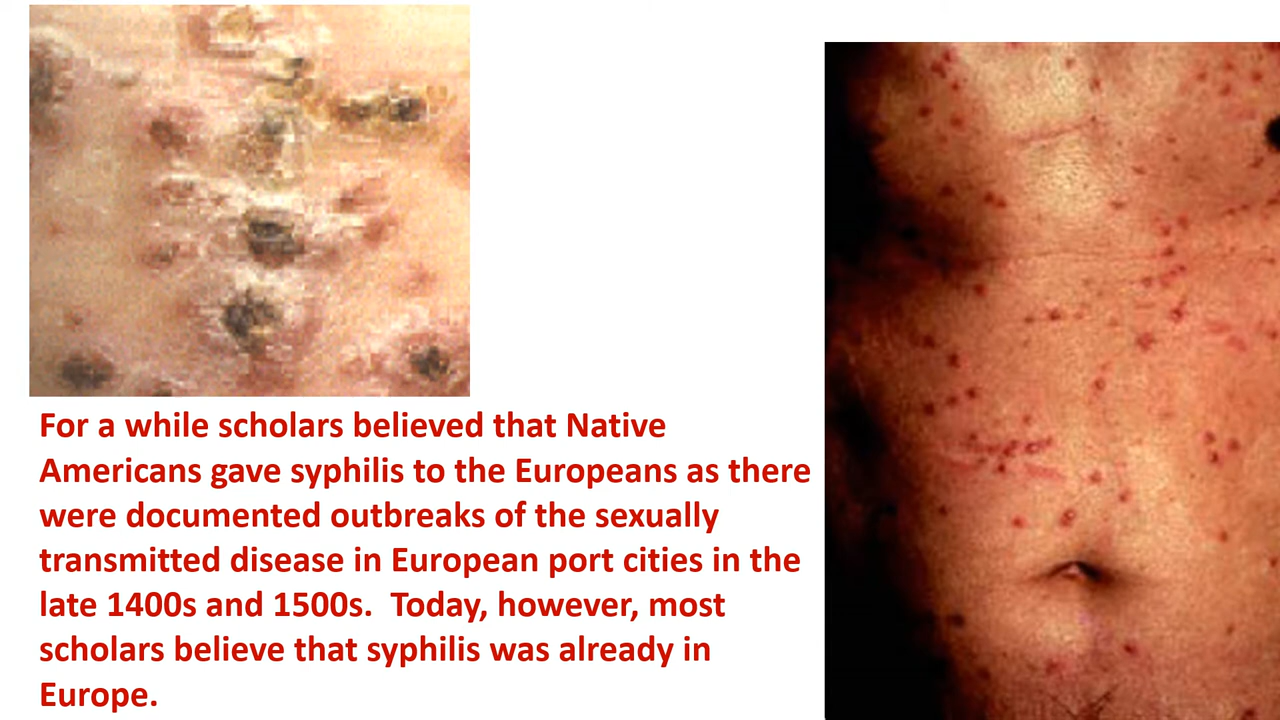 For a while scholars believed that Native
Americans gave syphilis to the Europeans as there
were documented outbreaks of the sexually
transmitted disease in European port cities in the
late 1400s and 1500s.  Today, however, most
scholars believe that syphilis was already in
Europe.